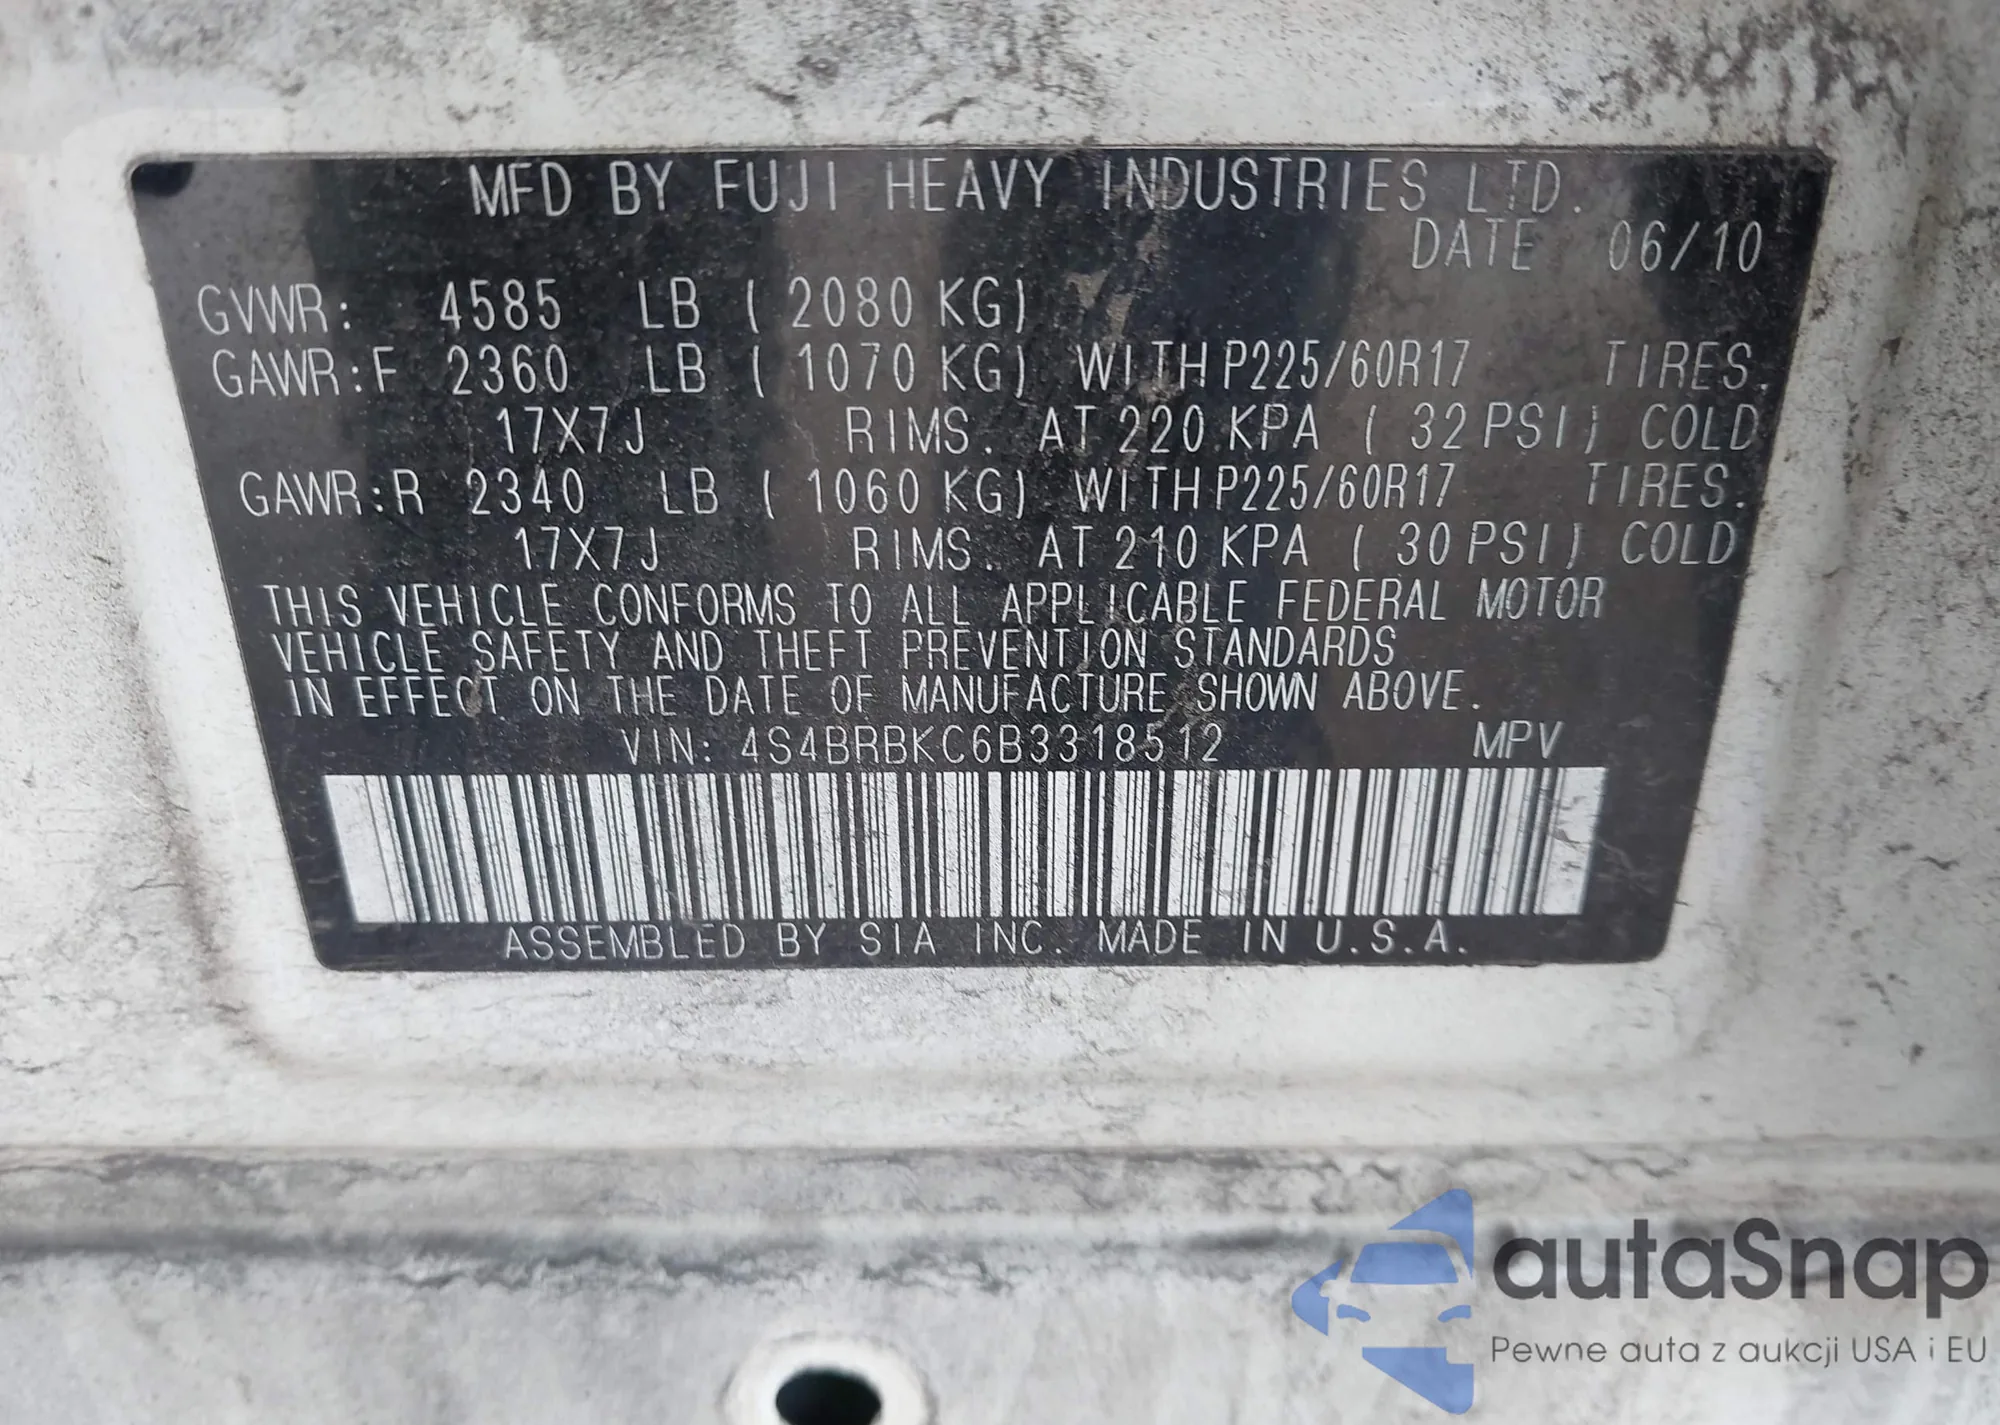 MFD BY FUJI HEAVY INDUSTRIES LTD.
DATE 06/10
GVWR: 4585 LB ( 2080 KG)
GAWR:F 2360 LB ( 1070 KG) WITH P225/60R17 TIRES.
17X7J RIMS. AT 220 KPA ( 32 PSI) COLD
GAWR:R 2340 LB ( 1060 KG) WITH P225/60R17 TIRES.
17X7J RIMS. AT 210 KPA ( 30 PSI) COLD
THIS VEHICLE CONFORMS TO ALL APPLICABLE FEDERAL MOTOR
VEHICLE SAFETY AND THEFT PREVENTION STANDARDS
IN EFFECT ON THE DATE OF MANUFACTURE SHOWN ABOVE.
VIN: 4S4BRBKC6B3318512 MPV
ASSEMBLED BY SIA INC. MADE IN U.S.A.
autaSnap
Pewne auta z aukcji USA i EU